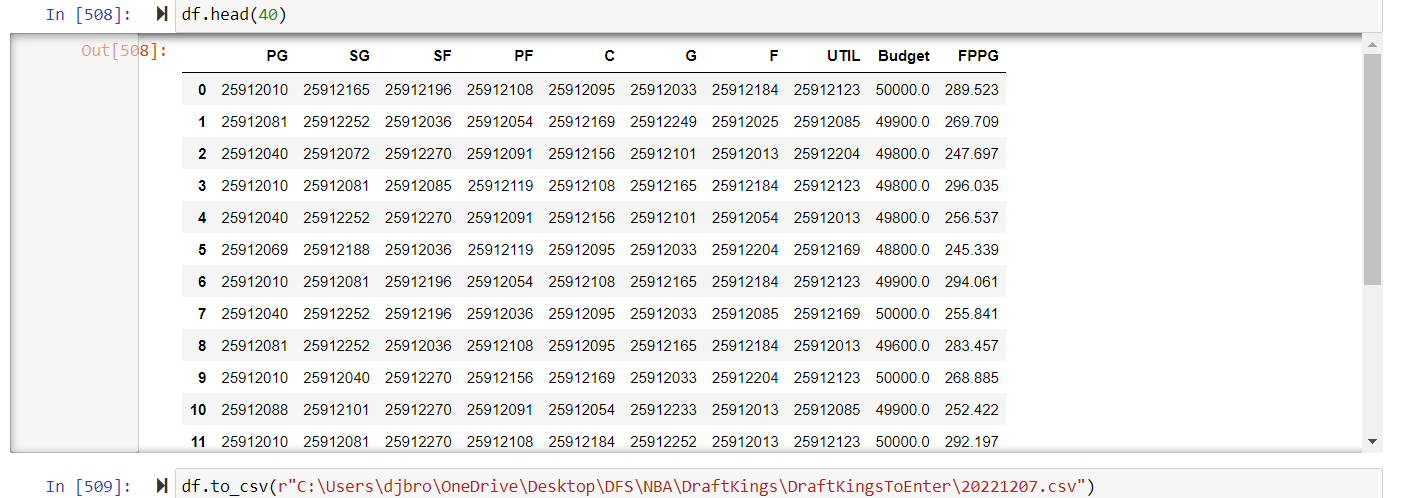 In [508]: df.head(40)
Out[508]:
PG SG SF PF C G F UTIL Budget FPPG
0 25912010 25912165 25912196 25912108 25912095 25912033 25912184 25912123 50000.0 289.523
1 25912081 25912252 25912036 25912054 25912169 25912249 25912025 25912085 49900.0 269.709
2 25912040 25912072 25912270 25912091 25912156 25912101 25912013 25912204 49800.0 247.697
3 25912010 25912081 25912085 25912119 25912108 25912165 25912184 25912123 49800.0 296.035
4 25912040 25912252 25912270 25912091 25912156 25912101 25912054 25912013 49800.0 256.537
5 25912069 25912188 25912036 25912119 25912095 25912033 25912204 25912169 48800.0 245.339
6 25912010 25912081 25912196 25912054 25912108 25912165 25912184 25912123 49900.0 294.061
7 25912040 25912252 25912196 25912036 25912095 25912033 25912085 25912169 50000.0 255.841
8 25912081 25912252 25912036 25912108 25912095 25912165 25912184 25912013 49600.0 283.457
9 25912010 25912040 25912270 25912156 25912169 25912033 25912204 25912123 50000.0 268.885
10 25912088 25912101 25912270 25912091 25912054 25912233 25912013 25912085 49900.0 252.422
11 25912010 25912081 25912270 25912108 25912184 25912252 25912013 25912123 50000.0 292.197
In [509]: df.to_csv(r"C:\Users\djbro\OneDrive\Desktop\DFS\NBA\DraftKings\DraftKingsToEnter\20221207.csv")